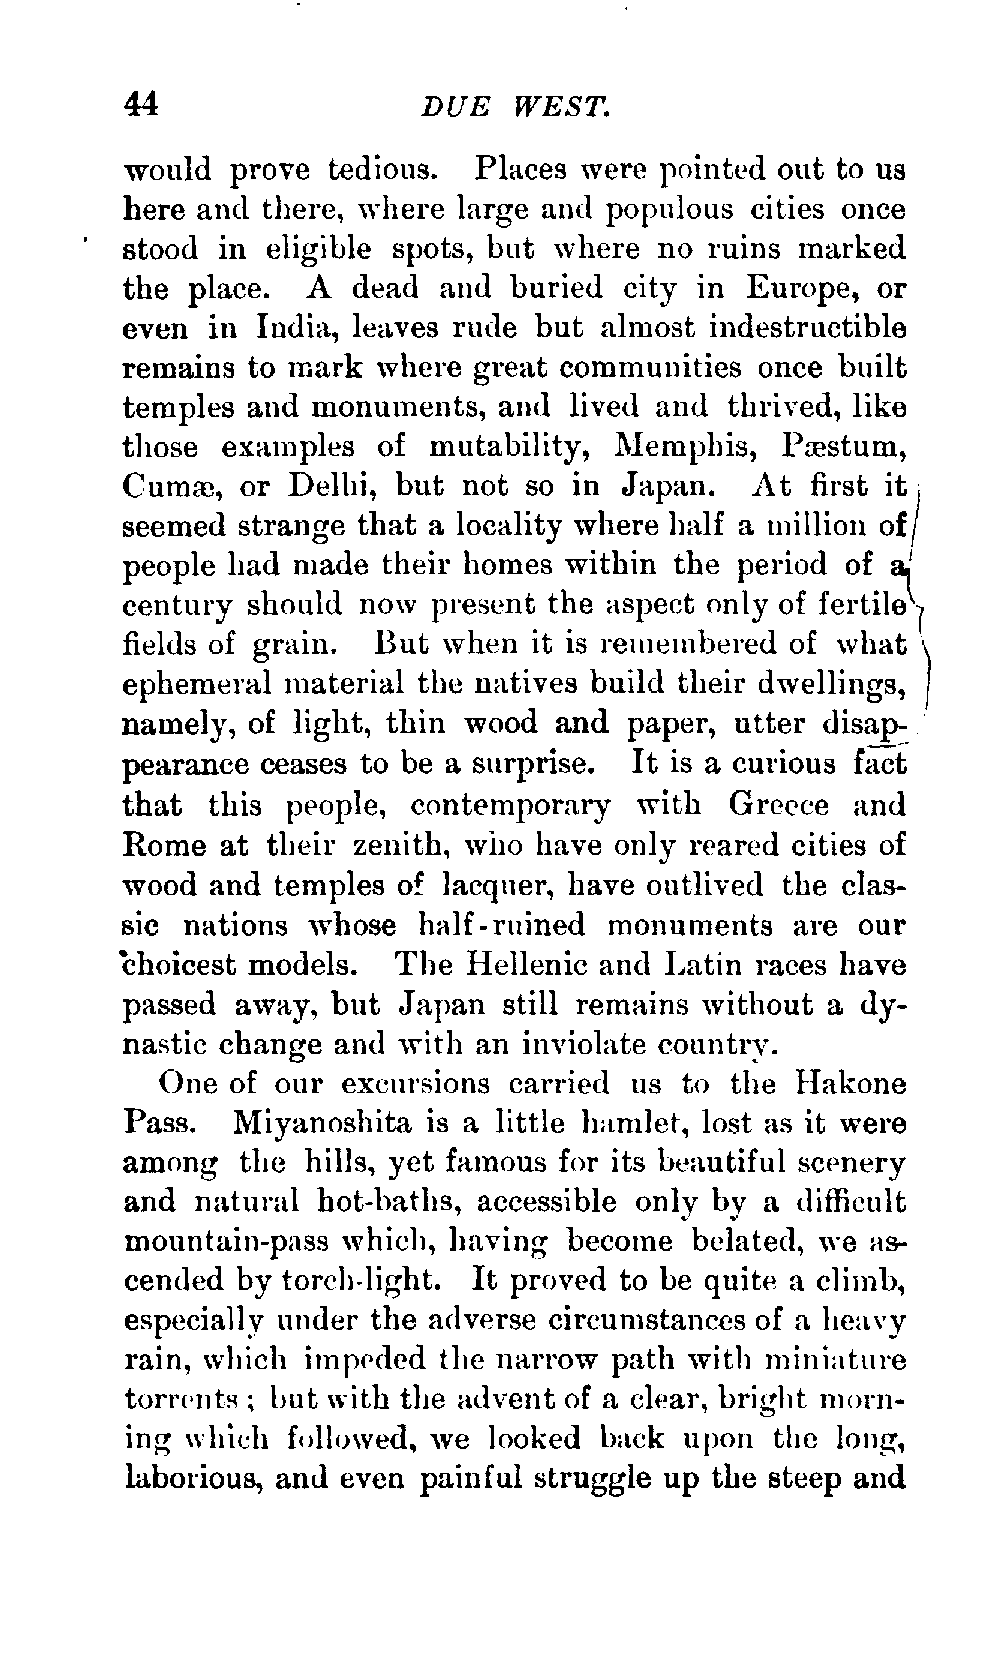 44 DUE WEST.
would prove tedious. Places were pointed out to us
here and there, where large and populous cities once
stood in eligible spots, but where no ruins marked
the place. A dead and buried city in Europe, or
even in India, leaves rude but almost indestructible
remains to mark where great communities once built
temples and monuments, and lived and thrived, like
those examples of mutability, Memphis, Pæstum,
Cumæ, or Delhi, but not so in Japan. At first it
seemed strange that a locality where half a million of
people had made their homes within the period of a
century should now present the aspect only of fertile
fields of grain. But when it is remembered of what
ephemeral material the natives build their dwellings,
namely, of light, thin wood and paper, utter disap-
pearance ceases to be a surprise. It is a curious fact
that this people, contemporary with Greece and
Rome at their zenith, who have only reared cities of
wood and temples of lacquer, have outlived the clas-
sic nations whose half-ruined monuments are our
choicest models. The Hellenic and Latin races have
passed away, but Japan still remains without a dy-
nastic change and with an inviolate country.
One of our excursions carried us to the Hakone
Pass. Miyanoshita is a little hamlet, lost as it were
among the hills, yet famous for its beautiful scenery
and natural hot-baths, accessible only by a difficult
mountain-pass which, having become belated, we as-
cended by torch-light. It proved to be quite a climb,
especially under the adverse circumstances of a heavy
rain, which impeded the narrow path with miniature
torrents; but with the advent of a clear, bright morn-
ing which followed, we looked back upon the long,
laborious, and even painful struggle up the steep and